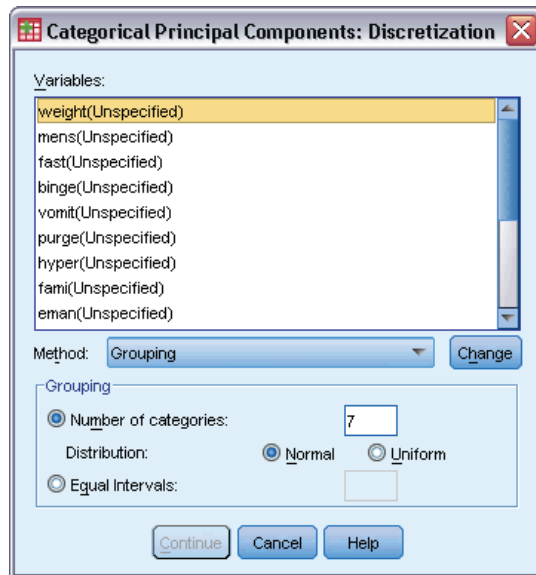 Categorical Principal Components: Discretization
Variables:
weight(Unspecified)
mens(Unspecified)
fast(Unspecified)
binge(Unspecified)
vomit(Unspecified)
purge(Unspecified)
hyper(Unspecified)
fami(Unspecified)
eman(Unspecified)
Method: Grouping Change
Grouping
Number of categories: 7
Distribution: Normal Uniform
Equal Intervals:
Continue Cancel Help